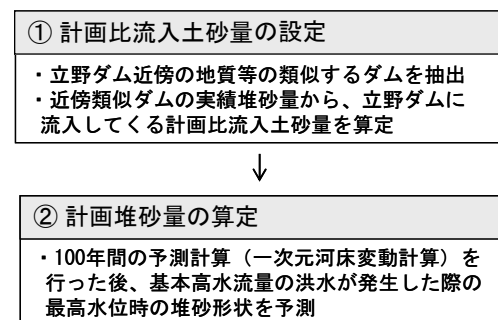 ① 計画比流入土砂量の設定
・立野ダム近傍の地質等の類似するダムを抽出
・近傍類似ダムの実績堆砂量から、立野ダムに
流入してくる計画比流入土砂量を算定
↓
② 計画堆砂量の算定
・100年間の予測計算（一次元河床変動計算）を
行った後、基本高水流量の洪水が発生した際の
最高水位時の堆砂形状を予測